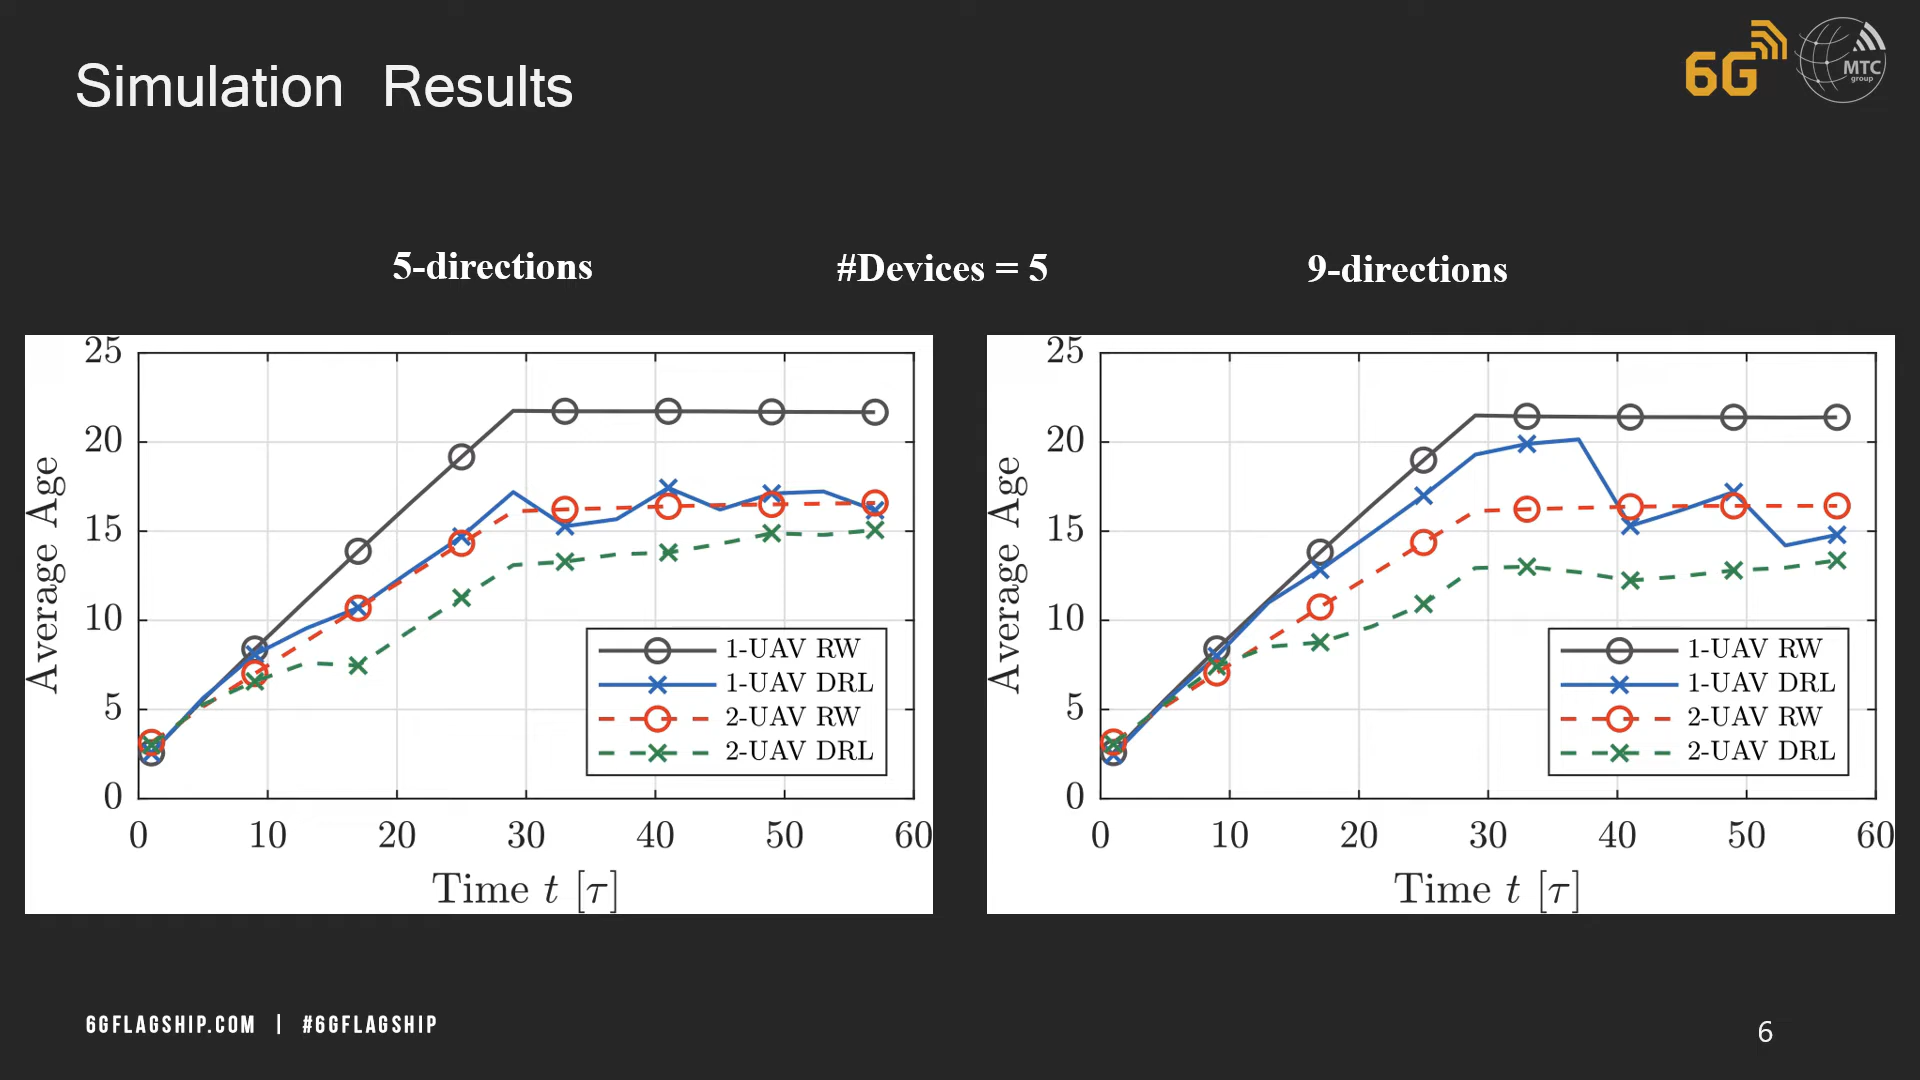 Simulation Results
6G
MTC
group
5-directions
#Devices = 5
9-directions
25
20
15
10
5
0
Average Age
0 10 20 30 40 50 60
Time t [τ]
1-UAV RW
1-UAV DRL
2-UAV RW
2-UAV DRL
25
20
15
10
5
0
Average Age
0 10 20 30 40 50 60
Time t [τ]
1-UAV RW
1-UAV DRL
2-UAV RW
2-UAV DRL
6GFLAGSHIP.COM | #6GFLAGSHIP
6